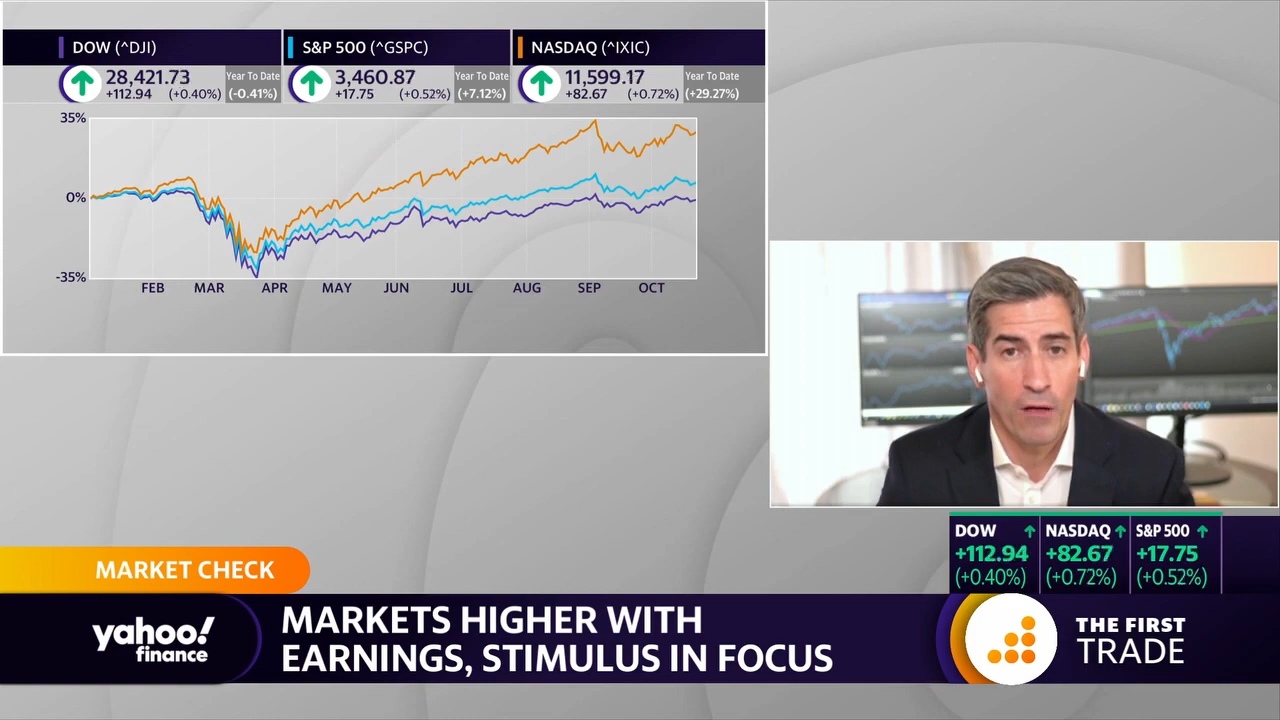 DOW (^DJI)
28,421.73
+112.94 (+0.40%)
Year To Date
(-0.41%)
S&P 500 (^GSPC)
3,460.87
+17.75 (+0.52%)
Year To Date
(+7.12%)
NASDAQ (^IXIC)
11,599.17
+82.67 (+0.72%)
Year To Date
(+29.27%)
35%
0%
-35%
FEB MAR APR MAY JUN JUL AUG SEP OCT
DOW
+112.94
(+0.40%)
NASDAQ
+82.67
(+0.72%)
S&P 500
+17.75
(+0.52%)
MARKET CHECK
yahoo!
finance
MARKETS HIGHER WITH
EARNINGS, STIMULUS IN FOCUS
THE FIRST
TRADE